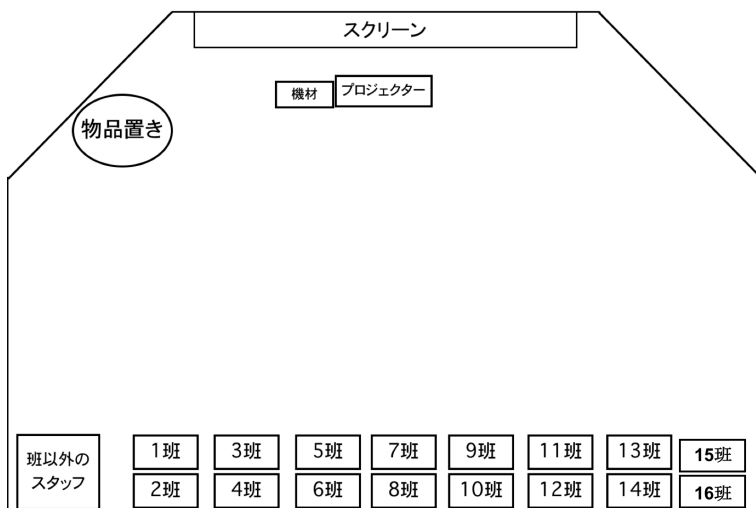 スクリーン
機材
プロジェクター
物品置き
班以外の
スタッフ
1班
3班
5班
7班
9班
11班
13班
15班
2班
4班
6班
8班
10班
12班
14班
16班